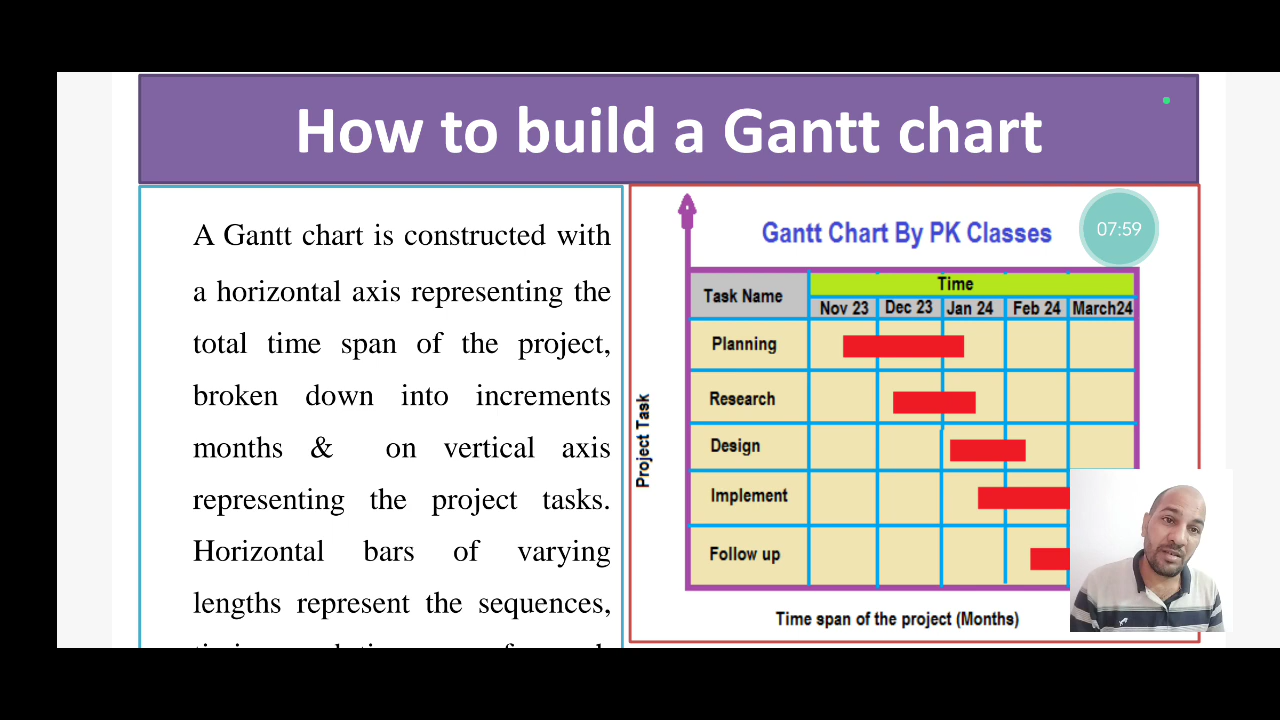 How to build a Gantt chart
A Gantt chart is constructed with
a horizontal axis representing the
total time span of the project,
broken down into increments
months & on vertical axis
representing the project tasks.
Horizontal bars of varying
lengths represent the sequences,
Gantt Chart By PK Classes
07:59
Task Name
Time
Nov 23 Dec 23 Jan 24 Feb 24 March24
Planning
Research
Design
Implement
Follow up
Project Task
Time span of the project (Months)